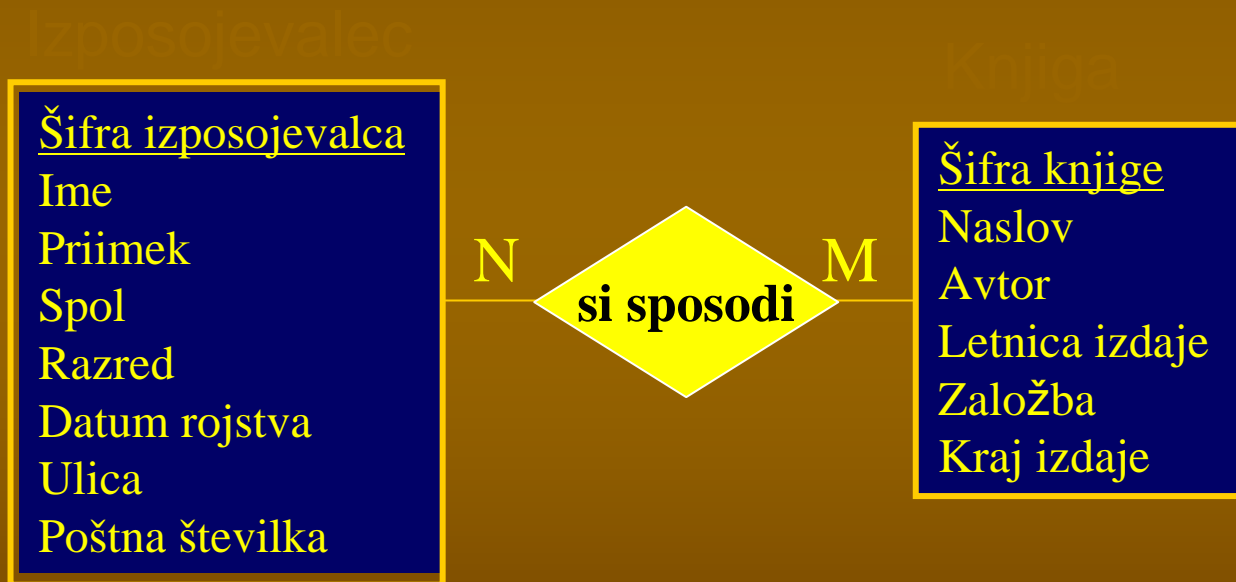 Izposojevalec
Šifra izposojevalca
Ime
Priimek
Spol
Razred
Datum rojstva
Ulica
Poštna številka
N
si sposodi
M
Knjiga
Šifra knjige
Naslov
Avtor
Letnica izdaje
Založba
Kraj izdaje